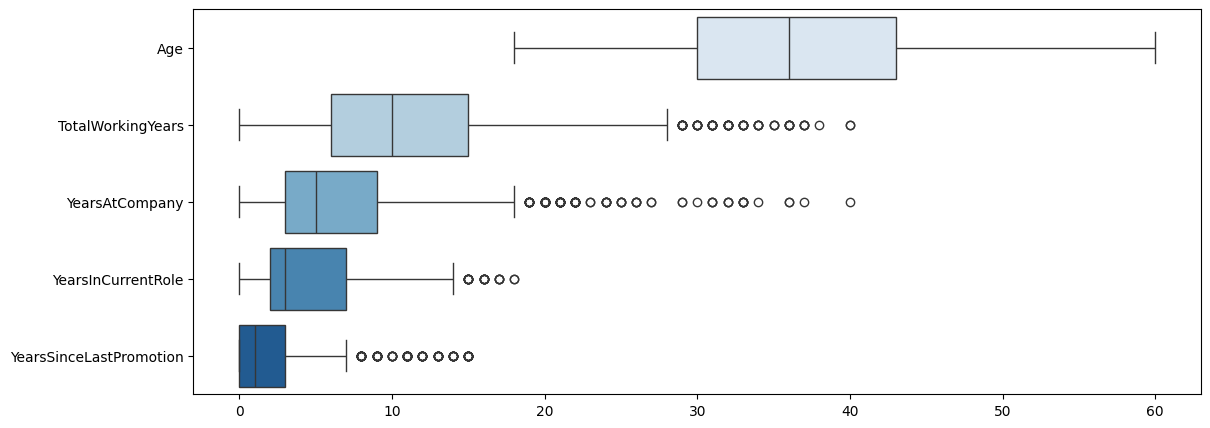 Age
TotalWorkingYears
YearsAtCompany
YearsInCurrentRole
YearsSinceLastPromotion
0 10 20 30 40 50 60